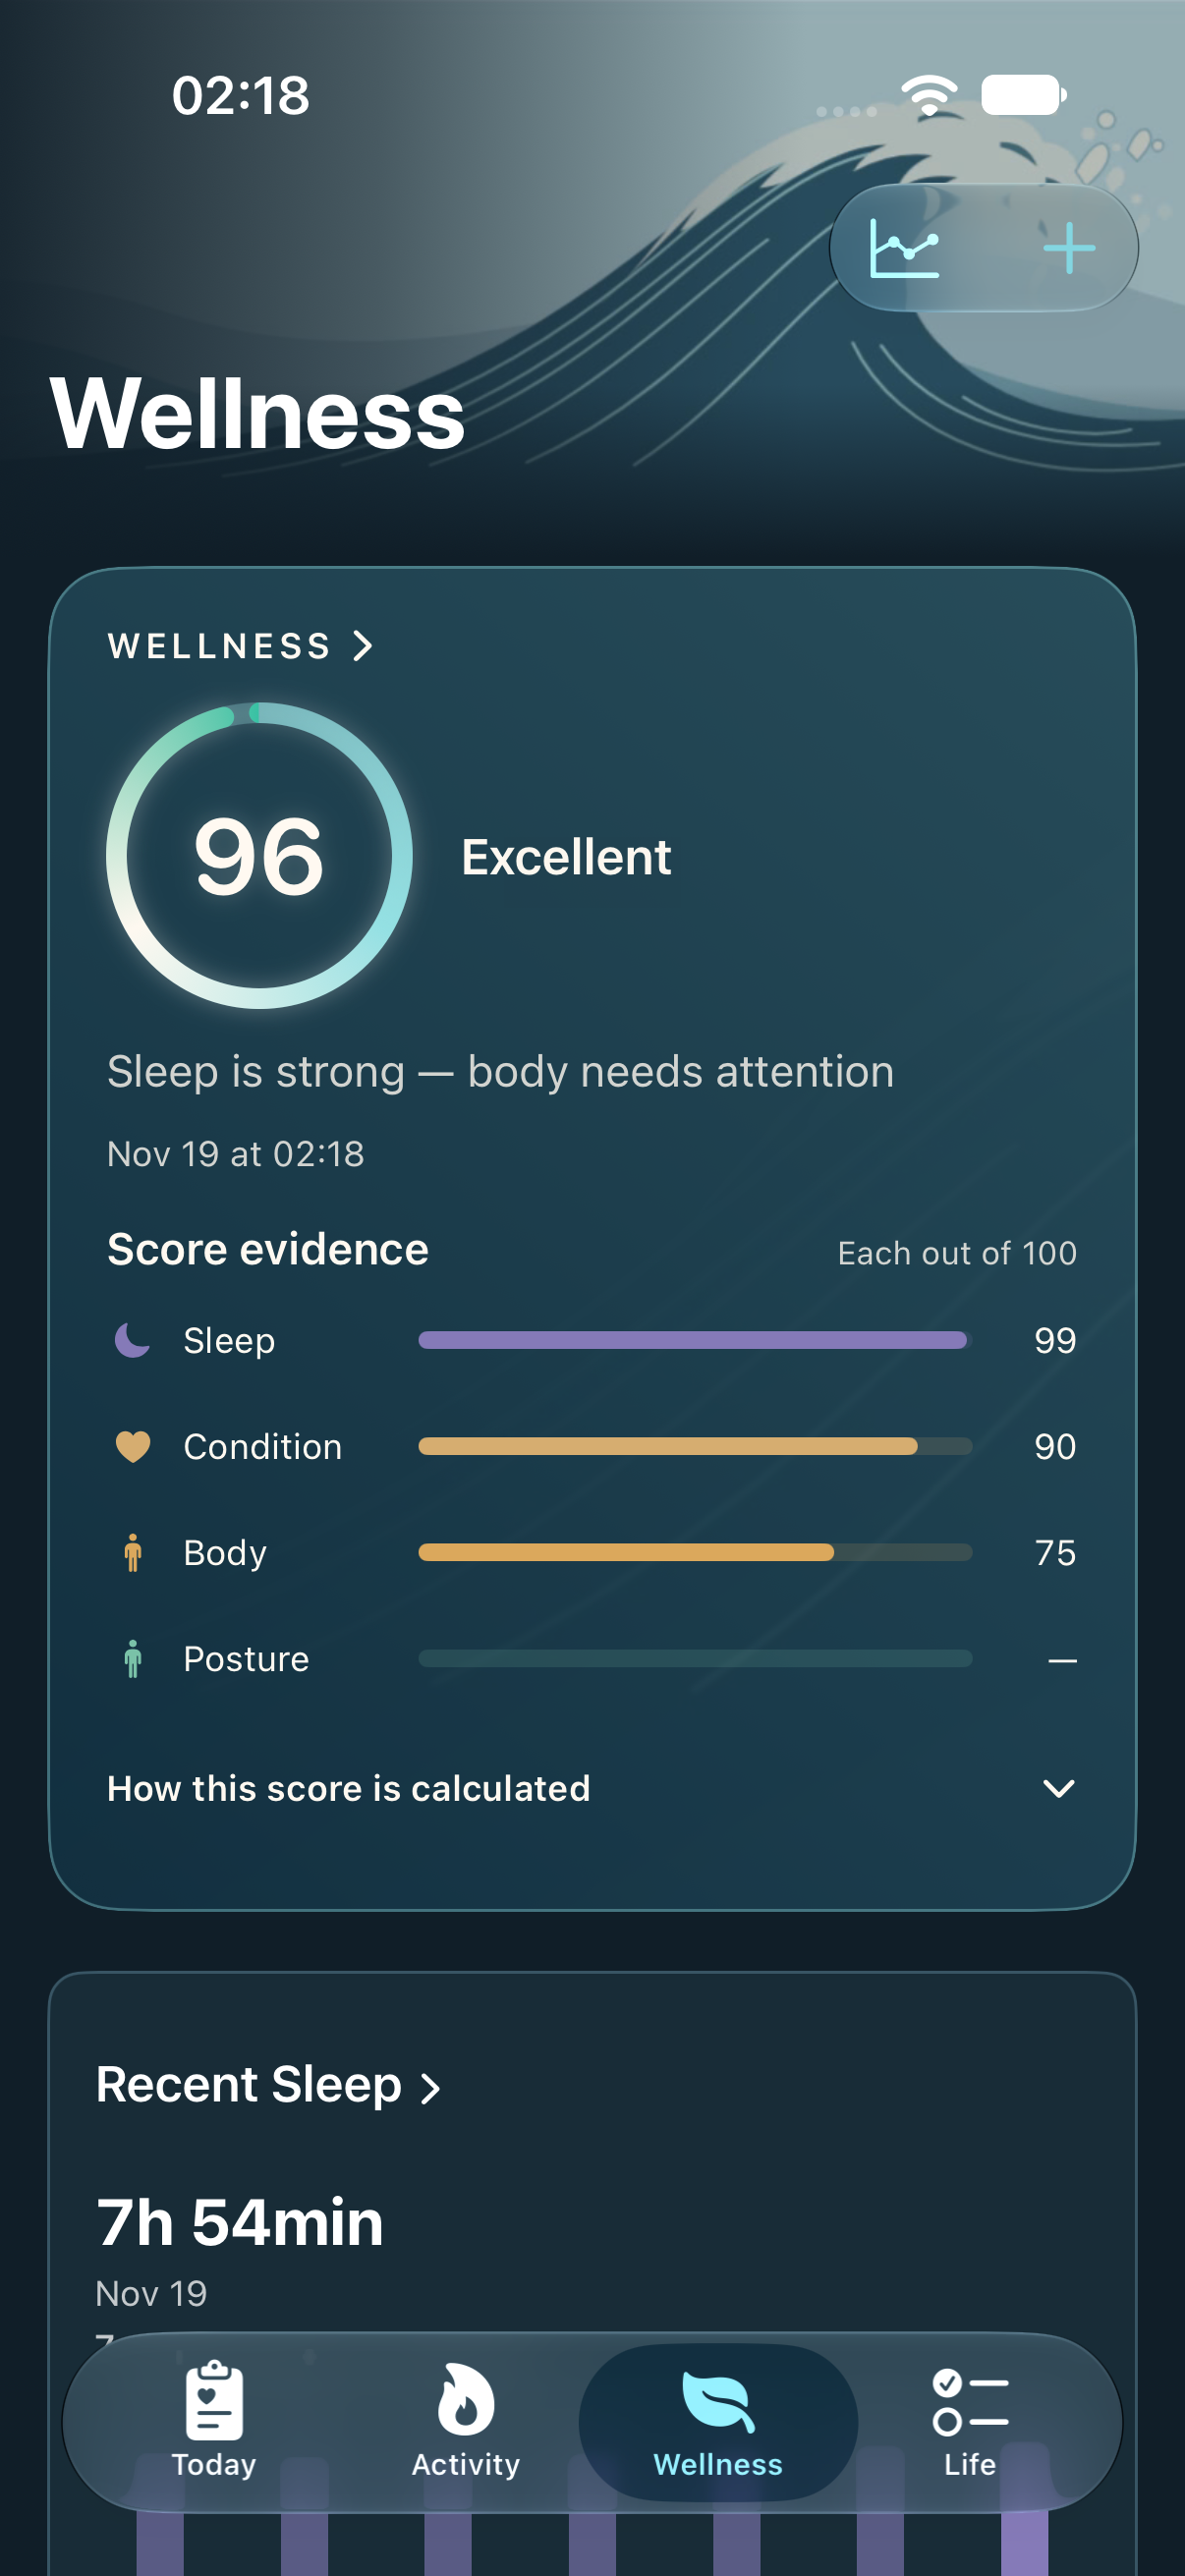 02:18
Wellness
WELLNESS
96
Excellent
Sleep is strong — body needs attention
Nov 19 at 02:18
Score evidence
Each out of 100
Sleep
99
Condition
90
Body
75
Posture
—
How this score is calculated
Recent Sleep
7h 54min
Nov 19
Today
Activity
Wellness
Life